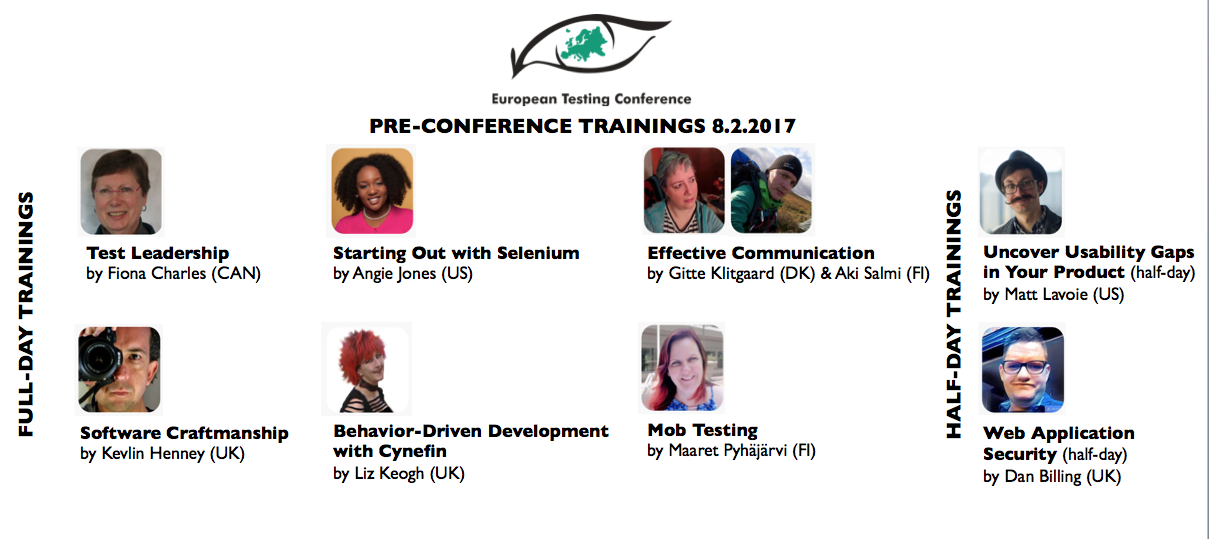 European Testing Conference
PRE-CONFERENCE TRAININGS 8.2.2017
FULL-DAY TRAININGS
Test Leadership
by Fiona Charles (CAN)
Starting Out with Selenium
by Angie Jones (US)
Effective Communication
by Gitte Klitgaard (DK) & Aki Salmi (FI)
Software Craftmanship
by Kevlin Henney (UK)
Behavior-Driven Development
with Cynefin
by Liz Keogh (UK)
Mob Testing
by Maaret Pyhäjärvi (FI)
HALF-DAY TRAININGS
Uncover Usability Gaps
in Your Product (half-day)
by Matt Lavoie (US)
Web Application
Security (half-day)
by Dan Billing (UK)